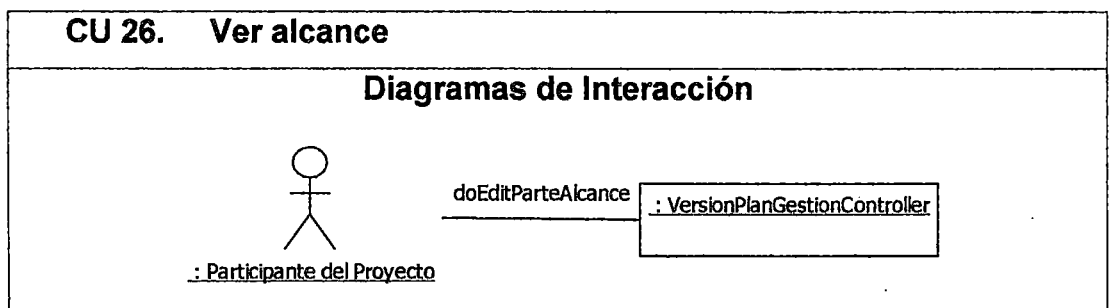 CU 26. Ver alcance
Diagramas de Interacción
doEditParteAlcance
: VersionPlanGestionController
: Participante del Proyecto